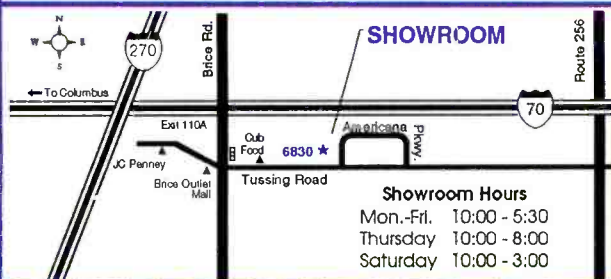 N
W E
S
270
Brice Rd.
SHOWROOM
Route 256
To Columbus
70
Exit 110A
Cub
Food
6830 ★
Americana
Pkwy.
JC Penney
Brice Outlet
Mall
Tussing Road
Showroom Hours
Mon.-Fri. 10:00 - 5:30
Thursday 10:00 - 8:00
Saturday 10:00 - 3:00